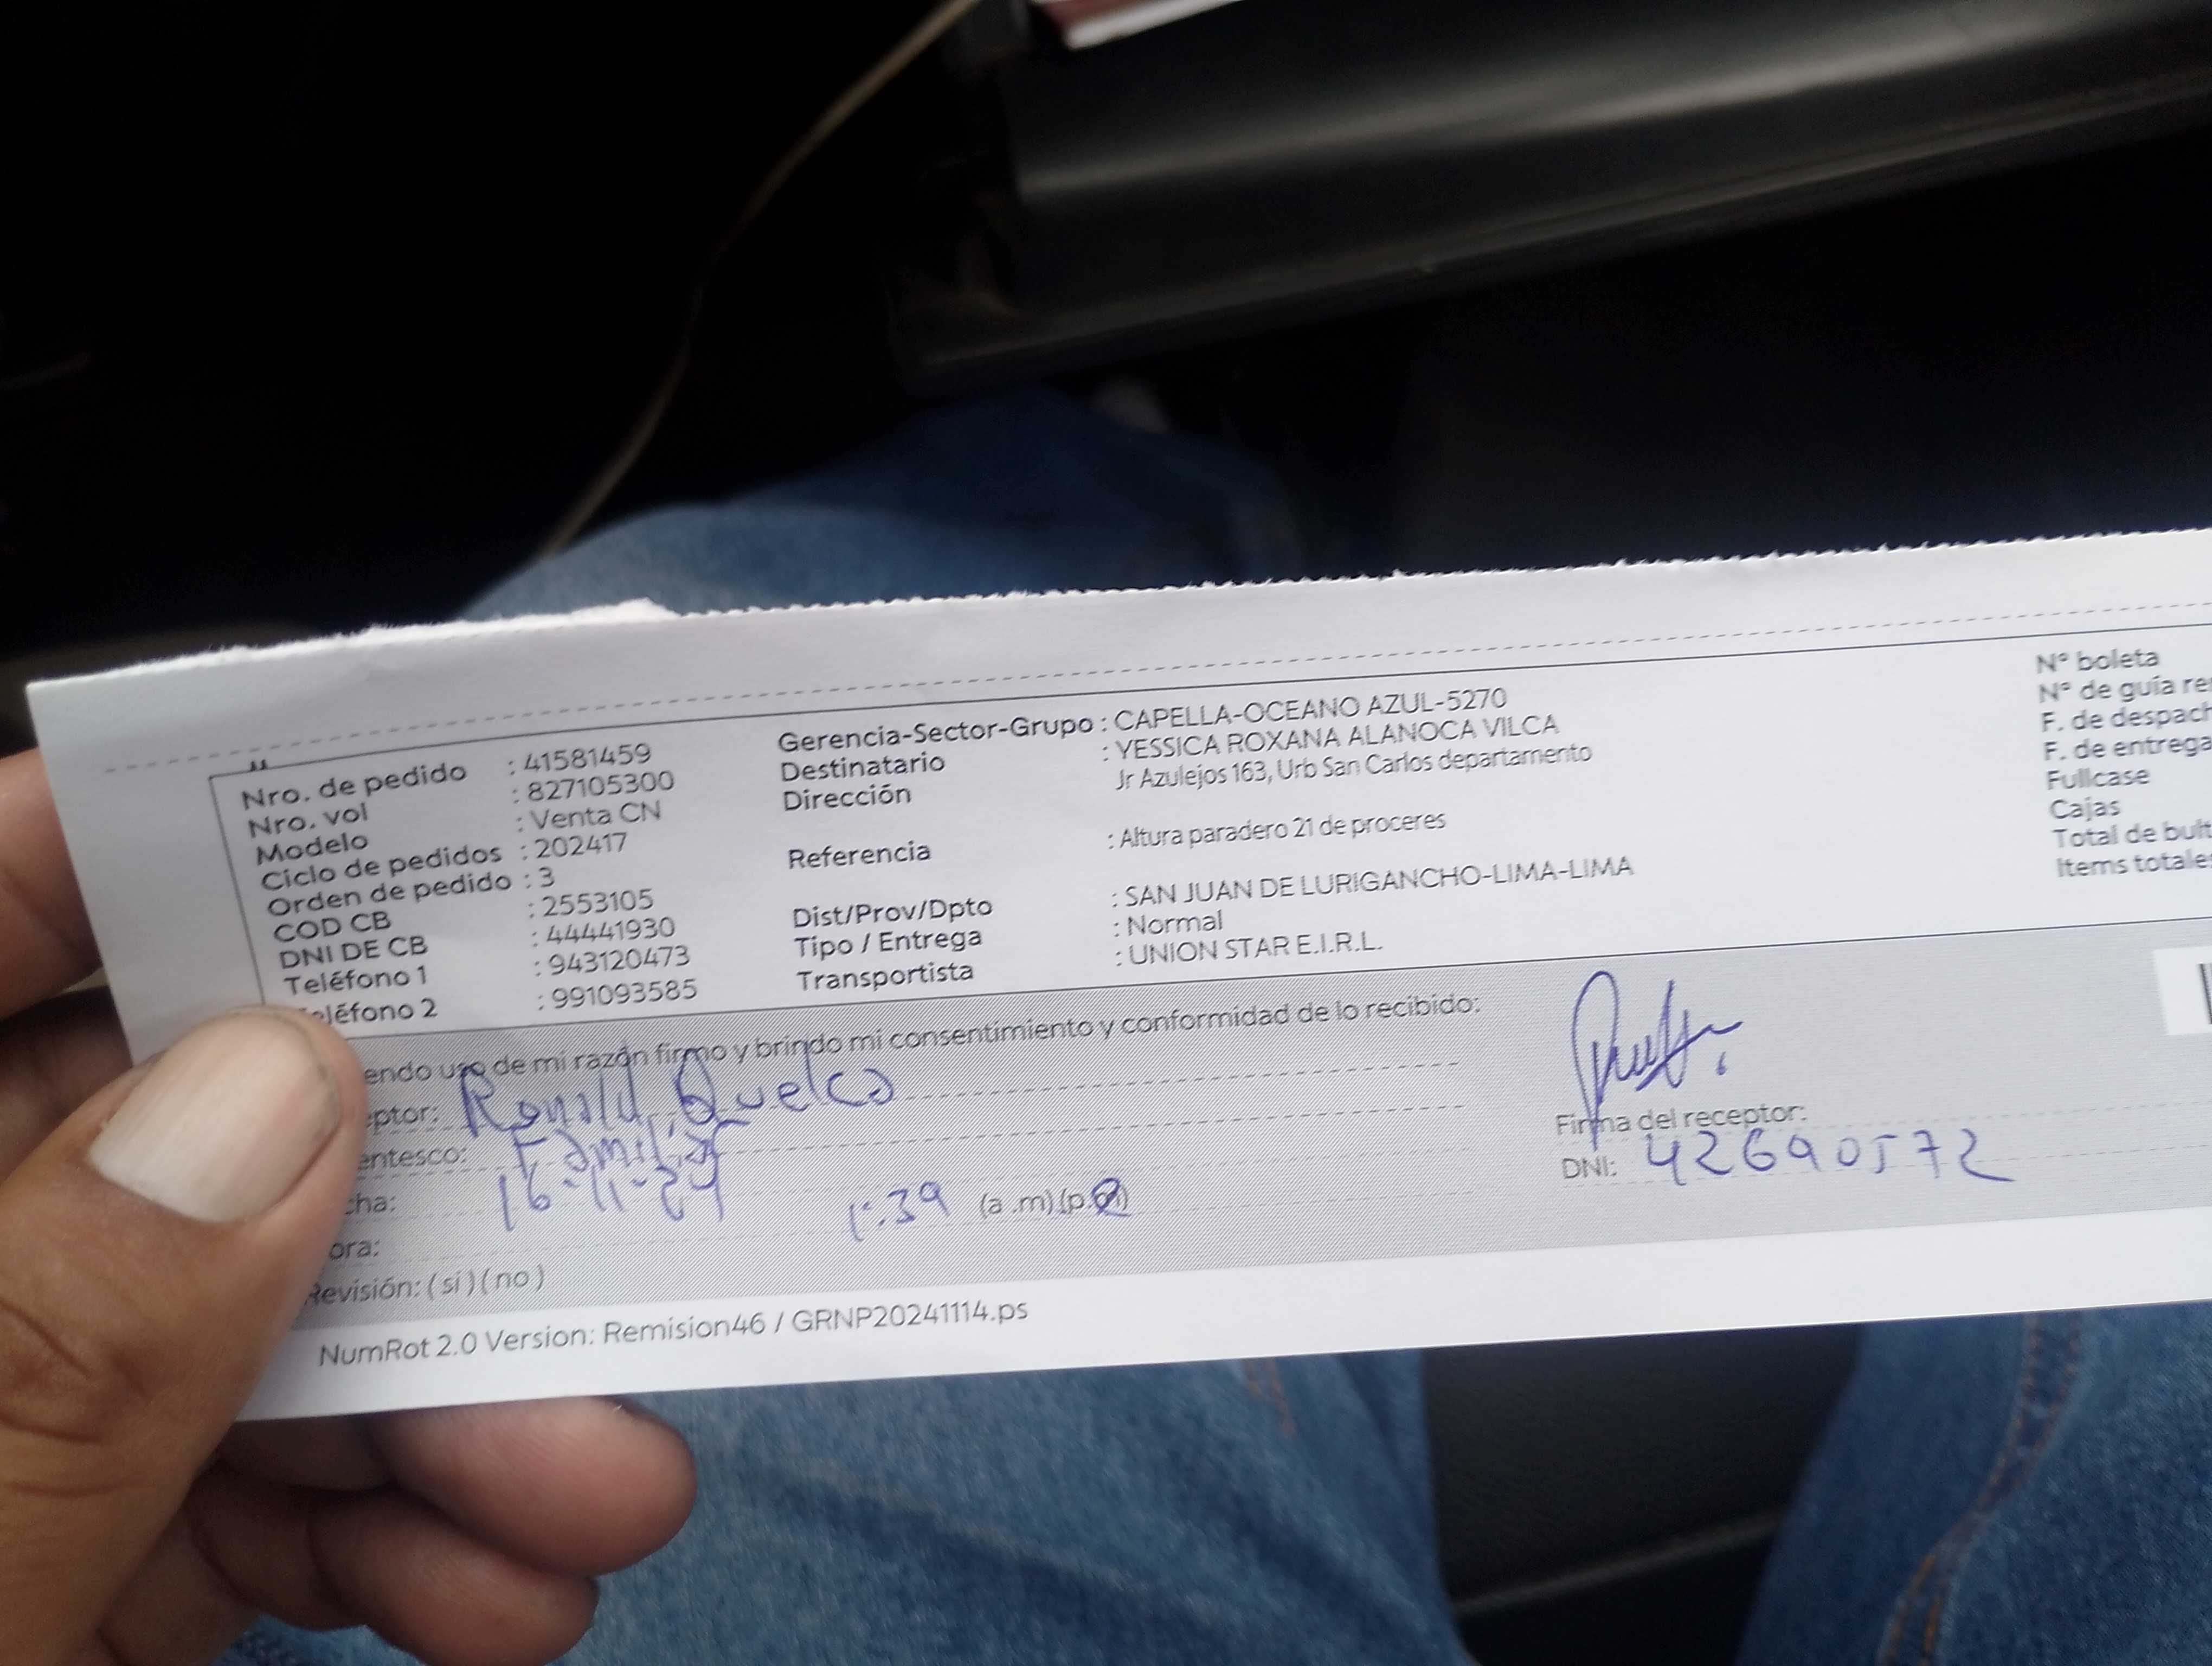 Nro. de pedido : 41581459
Nro. vol : 827105300
Modelo : Venta CN
Ciclo de pedidos : 202417
Orden de pedido : 3
COD CB : 2553105
DNI DE CB : 44441930
Teléfono 1 : 943120473
eléfono 2 : 991093585
Gerencia-Sector-Grupo : CAPELLA-OCEANO AZUL-5270
Destinatario : YESSICA ROXANA ALANOCA VILCA
Dirección Jr Azulejos 163, Urb San Carlos departamento
Referencia : Altura paradero 21 de proceres
Dist/Prov/Dpto : SAN JUAN DE LURIGANCHO-LIMA-LIMA
Tipo / Entrega : Normal
Transportista : UNION STAR E.I.R.L.
N° boleta
N° de guía re
F. de despach
F. de entrega
Fullcase
Cajas
Total de bult
Items totale
endo uso de mi razón firmo y brindo mi consentimiento y conformidad de lo recibido:
eptor: Ronald Quelca
entesco: Familiar
cha: 16-11-24
ora: 1:39 (a .m) (p.m)
Revisión: ( sí ) ( no )
Firma del receptor:
DNI: 42690572
NumRot 2.0 Version: Remision46 / GRNP20241114.ps